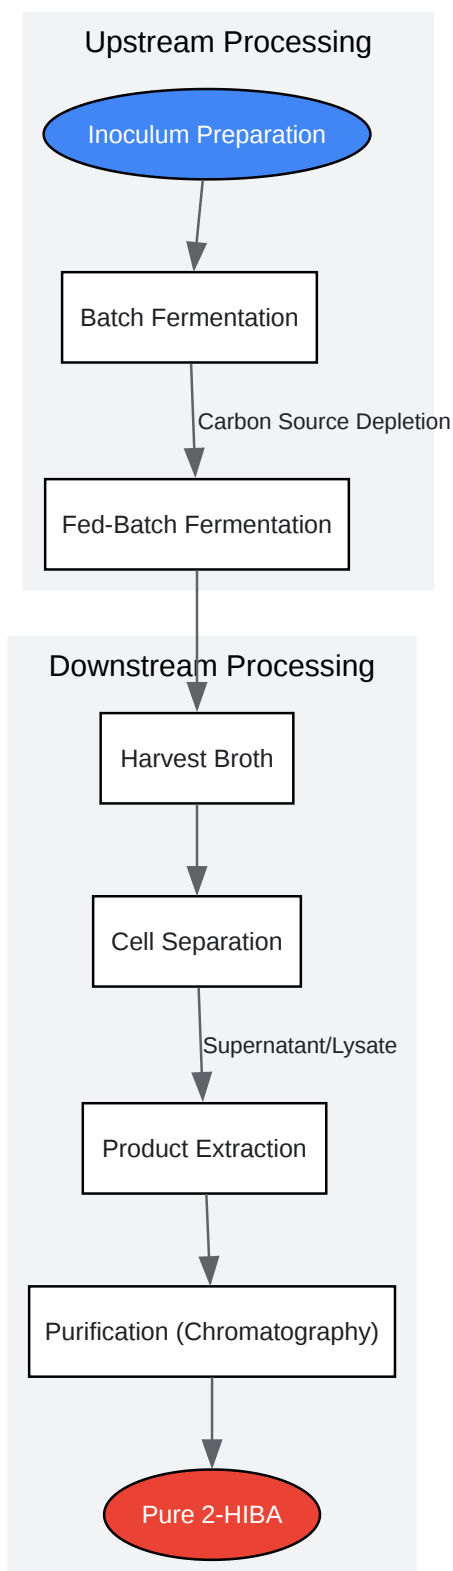 Upstream Processing
Inoculum Preparation
Batch Fermentation
Carbon Source Depletion
Fed-Batch Fermentation
Downstream Processing
Harvest Broth
Cell Separation
Supernatant/Lysate
Product Extraction
Purification (Chromatography)
Pure 2-HIBA